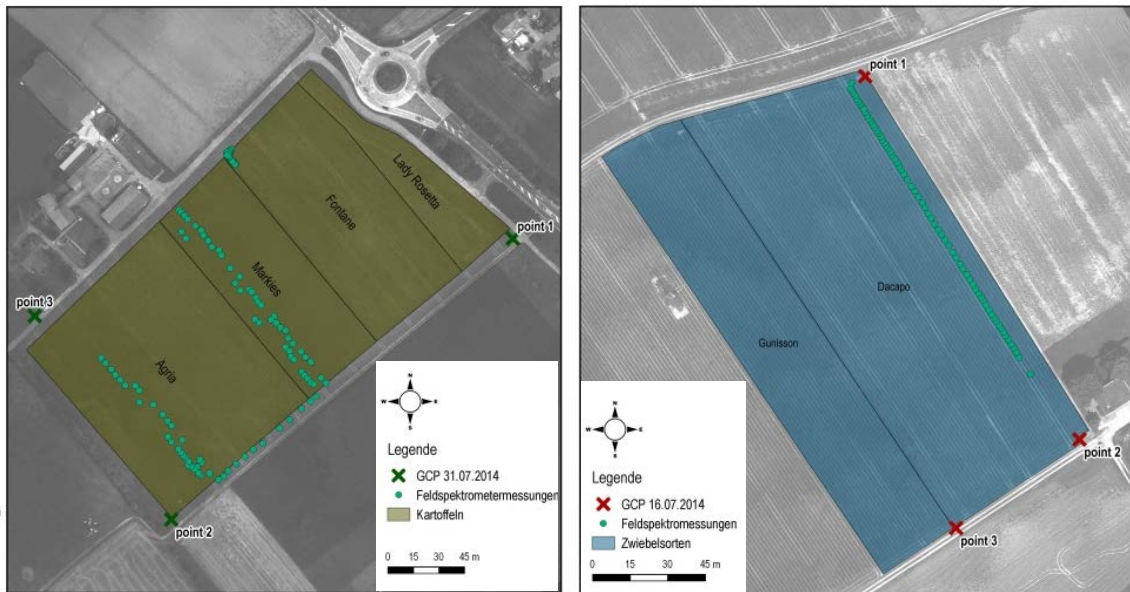 Lady Rosetta
Fontane
Markies
Agria
point 1
point 3
point 2
N
W
E
S
Legende
GCP 31.07.2014
Feldspektrometermessungen
Kartoffeln
0 15 30 45 m
point 1
Dacapo
Gunisson
point 2
point 3
N
W
E
S
Legende
GCP 16.07.2014
Feldspektromessungen
Zwiebelsorten
0 15 30 45 m